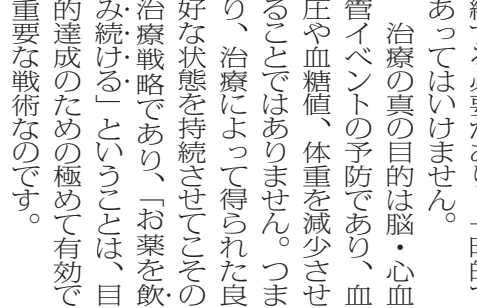 あってはいけません。
治療の真の目的は脳・心血
管イベントの予防であり、血
圧や血糖値、体重を減少させ
ることではありません。つま
り、治療によって得られた良
好な状態を持続させてこその
治療戦略であり、「お薬を飲
み続ける」ということは、目
的達成のための極めて有効で
重要な戦術なのです。